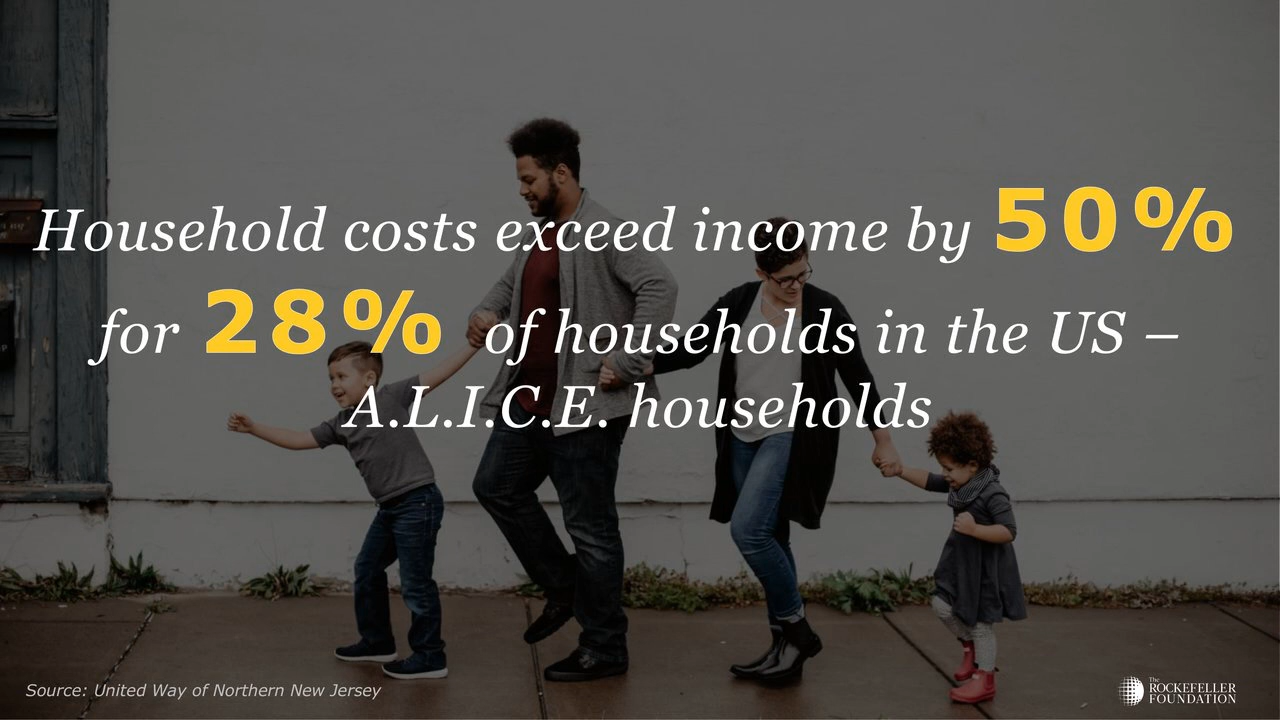 Household costs exceed income by 50%
for 28% of households in the US –
A.L.I.C.E. households
Source: United Way of Northern New Jersey
The
ROCKEFELLER
FOUNDATION